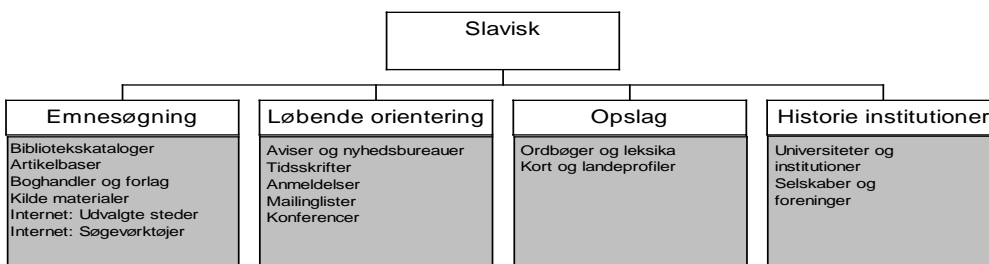 Slavisk
Emnesøgning
Bibliotekskataloger
Artikelbaser
Boghandler og forlag
Kilde materialer
Internet: Udvalgte steder
Internet: Søgevørktøjer
Løbende orientering
Aviser og nyhedsbureauer
Tidsskrifter
Anmeldelser
Mailinglister
Konferencer
Opslag
Ordbøger og leksika
Kort og landeprofiler
Historie institutioner
Universiteter og
institutioner
Selskaber og
foreninger